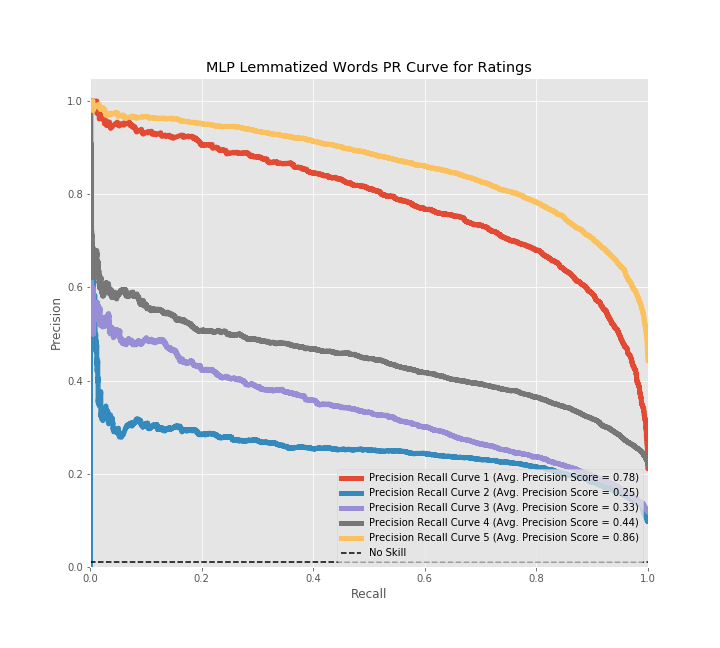 MLP Lemmatized Words PR Curve for Ratings
1.0
0.8
0.6
0.4
0.2
0.0
Precision
Precision Recall Curve 1 (Avg. Precision Score = 0.78)
Precision Recall Curve 2 (Avg. Precision Score = 0.25)
Precision Recall Curve 3 (Avg. Precision Score = 0.33)
Precision Recall Curve 4 (Avg. Precision Score = 0.44)
Precision Recall Curve 5 (Avg. Precision Score = 0.86)
No Skill
0.0 0.2 0.4 0.6 0.8 1.0
Recall